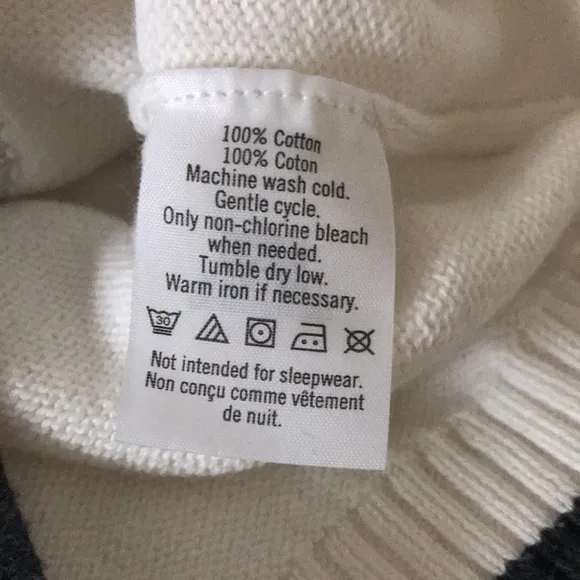 100% Cotton
100% Coton
Machine wash cold.
Gentle cycle.
Only non-chlorine bleach
when needed.
Tumble dry low.
Warm iron if necessary.
30
Not intended for sleepwear.
Non conçu comme vêtement
de nuit.